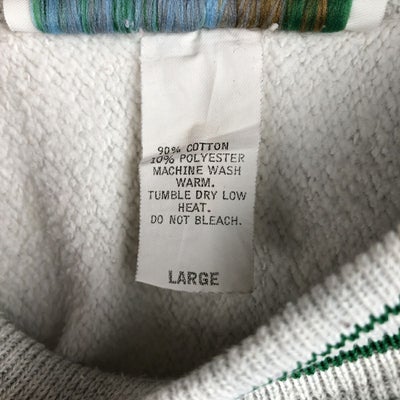 90% COTTON
10% POLYESTER
MACHINE WASH
WARM.
TUMBLE DRY LOW
HEAT.
DO NOT BLEACH.
LARGE